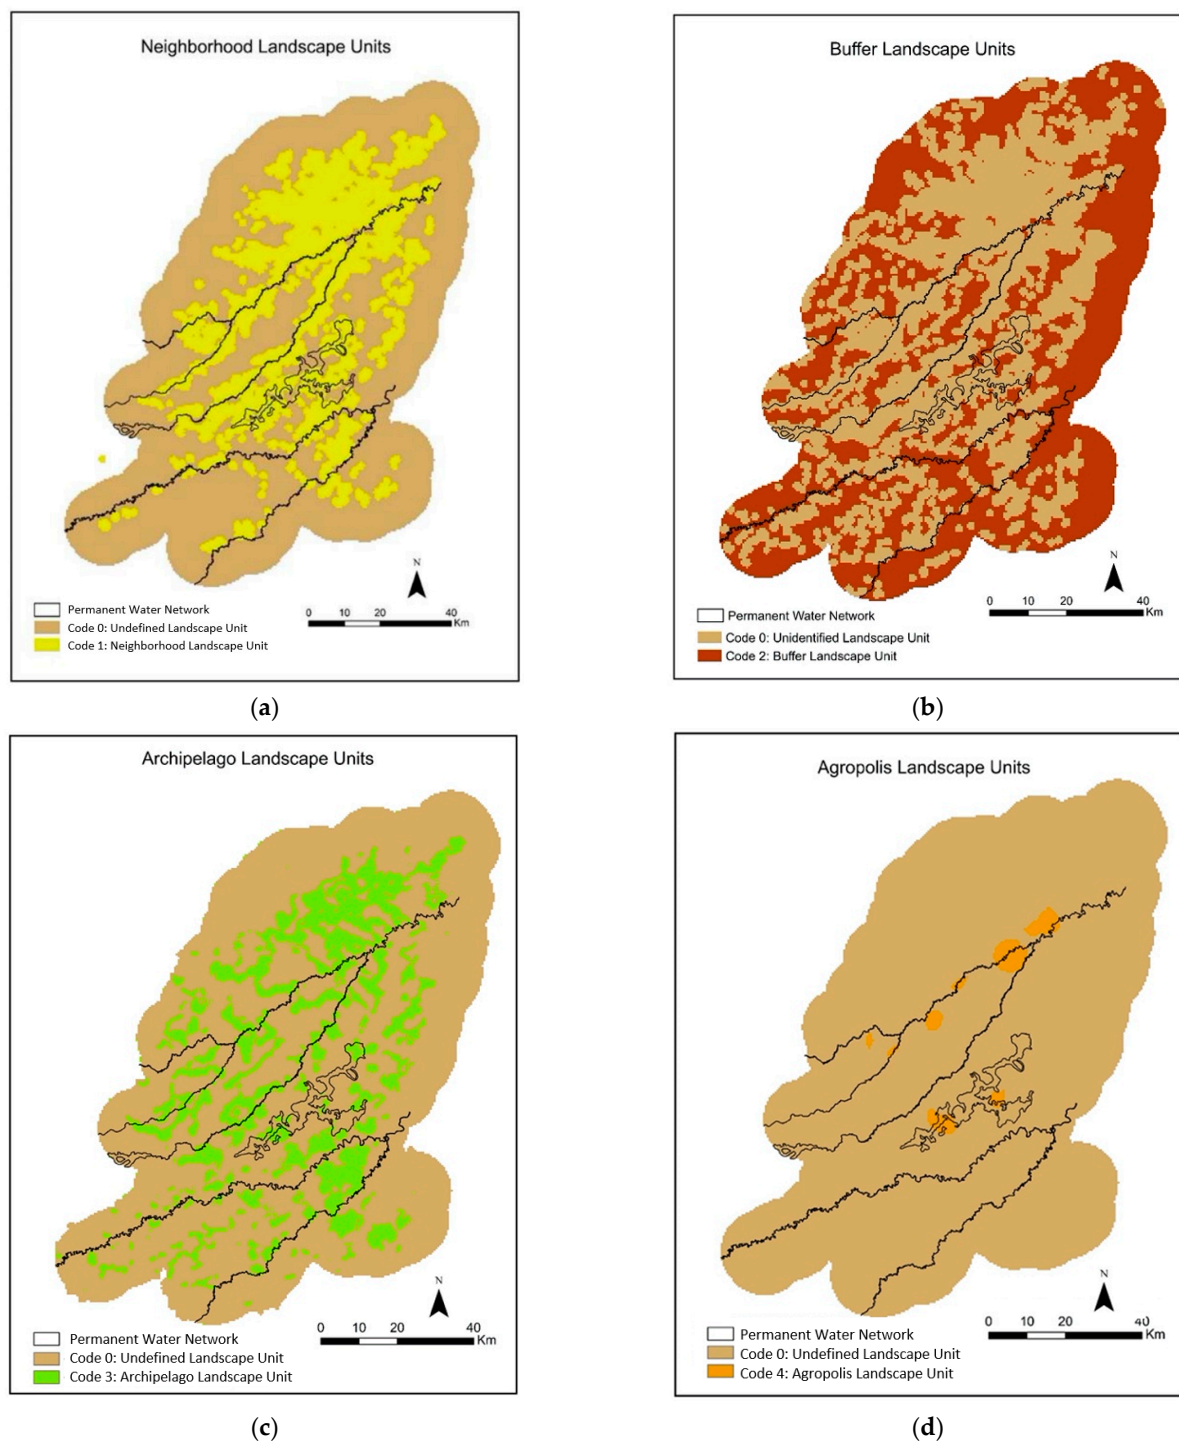 Neighborhood Landscape Units
N
0 10 20 40
Km
Permanent Water Network
Code 0: Undefined Landscape Unit
Code 1: Neighborhood Landscape Unit
(a)
Buffer Landscape Units
N
0 10 20 40
Km
Permanent Water Network
Code 0: Unidentified Landscape Unit
Code 2: Buffer Landscape Unit
(b)
Archipelago Landscape Units
N
0 10 20 40
Km
Permanent Water Network
Code 0: Undefined Landscape Unit
Code 3: Archipelago Landscape Unit
(c)
Agropolis Landscape Units
N
0 10 20 40
Km
Permanent Water Network
Code 0: Undefined Landscape Unit
Code 4: Agropolis Landscape Unit
(d)